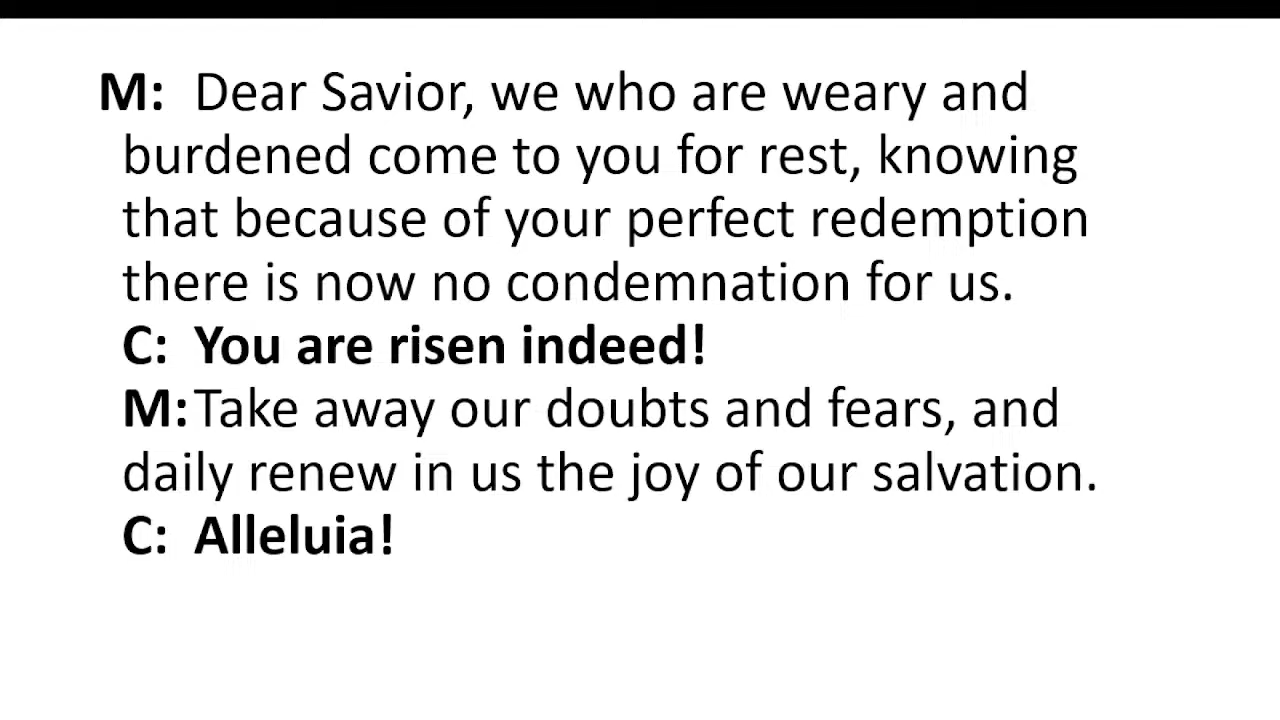 M: Dear Savior, we who are weary and
burdened come to you for rest, knowing
that because of your perfect redemption
there is now no condemnation for us.
C: You are risen indeed!
M: Take away our doubts and fears, and
daily renew in us the joy of our salvation.
C: Alleluia!